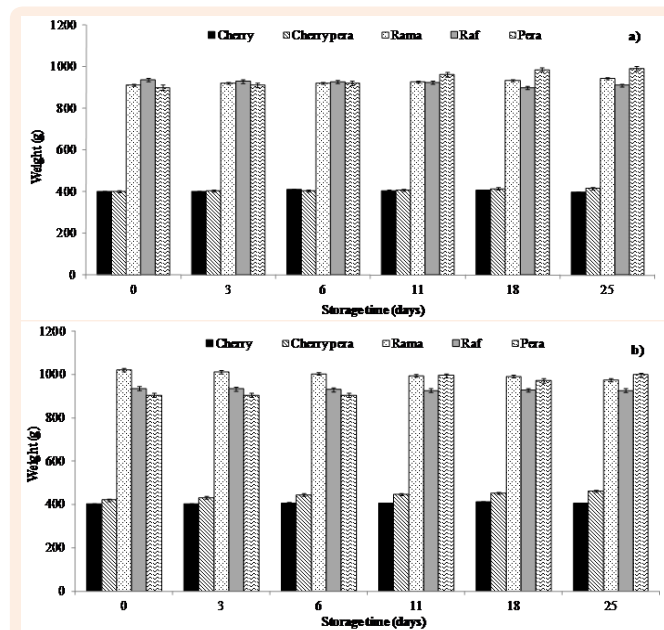 1200
Cherry Cherrypera Rama Raf Pera a)
1000
800
600
400
200
0
Weight (g)
0 3 6 11 18 25
Storage time (days)
1200
Cherry Cherrypera Rama Raf Pera b)
1000
800
600
400
200
0
Weight (g)
0 3 6 11 18 25
Storage time (days)